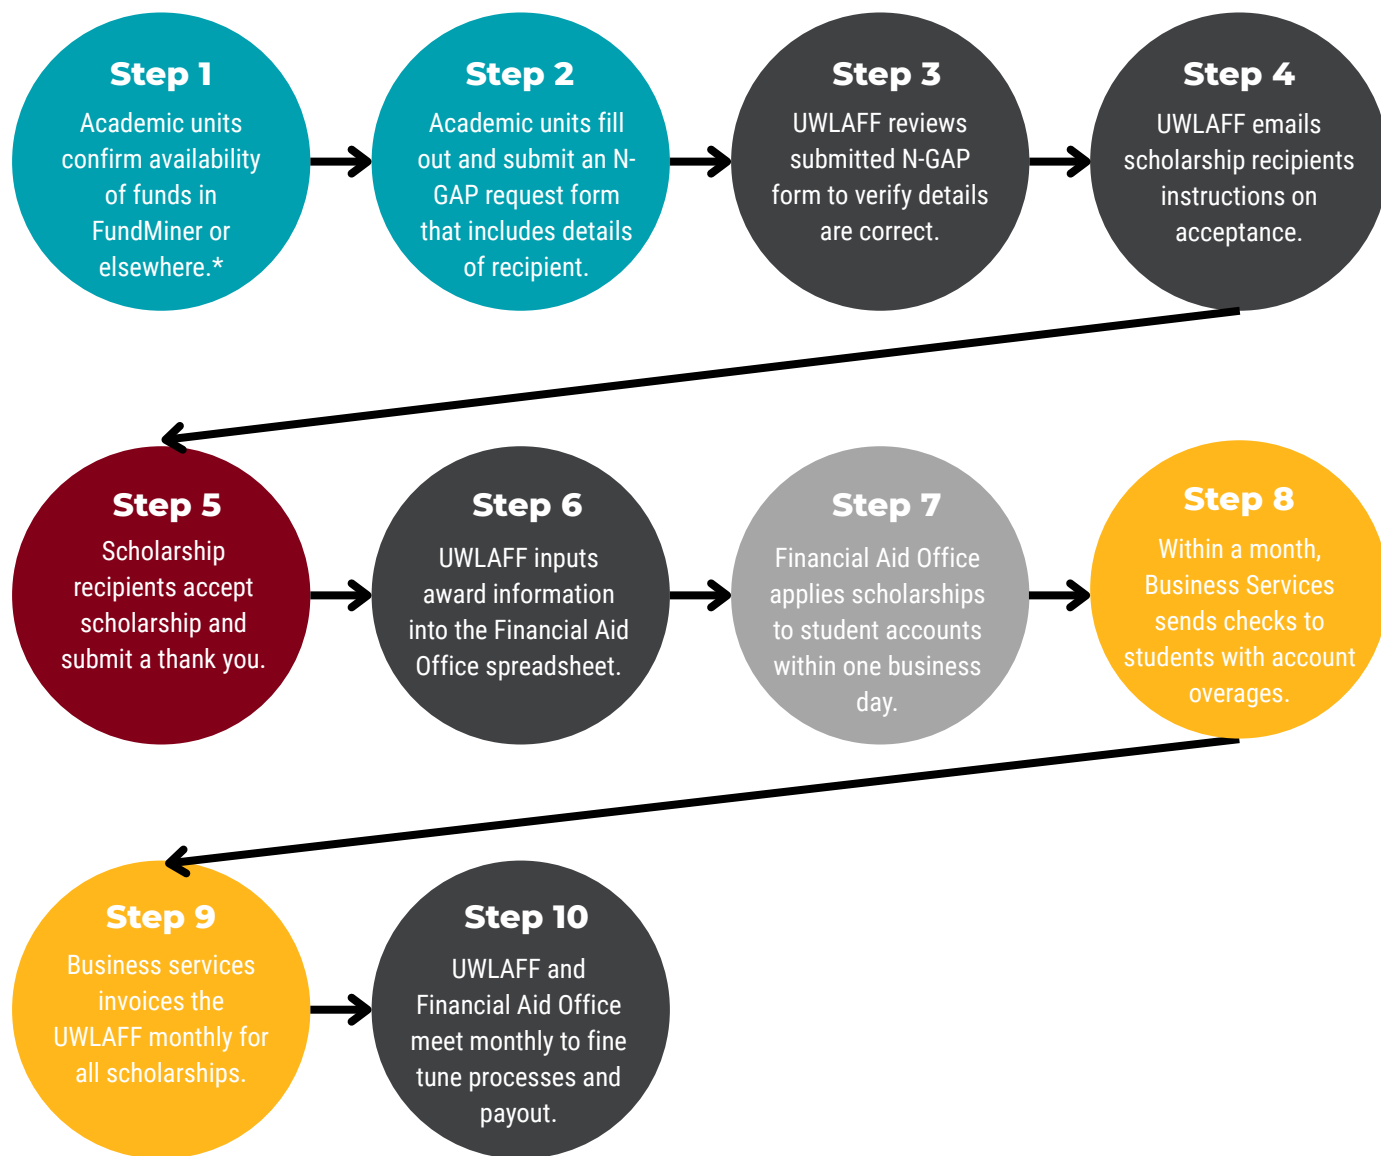 Step 1
Academic units
confirm availability
of funds in
FundMiner or
elsewhere.*
Step 2
Academic units fill
out and submit an N-
GAP request form
that includes details
of recipient.
Step 3
UWLAFF reviews
submitted N-GAP
form to verify details
are correct.
Step 4
UWLAFF emails
scholarship recipients
instructions on
acceptance.
Step 5
Scholarship
recipients accept
scholarship and
submit a thank you.
Step 6
UWLAFF inputs
award information
into the Financial Aid
Office spreadsheet.
Step 7
Financial Aid Office
applies scholarships
to student accounts
within one business
day.
Step 8
Within a month,
Business Services
sends checks to
students with account
overages.
Step 9
Business services
invoices the
UWLAFF monthly for
all scholarships.
Step 10
UWLAFF and
Financial Aid Office
meet monthly to fine
tune processes and
payout.